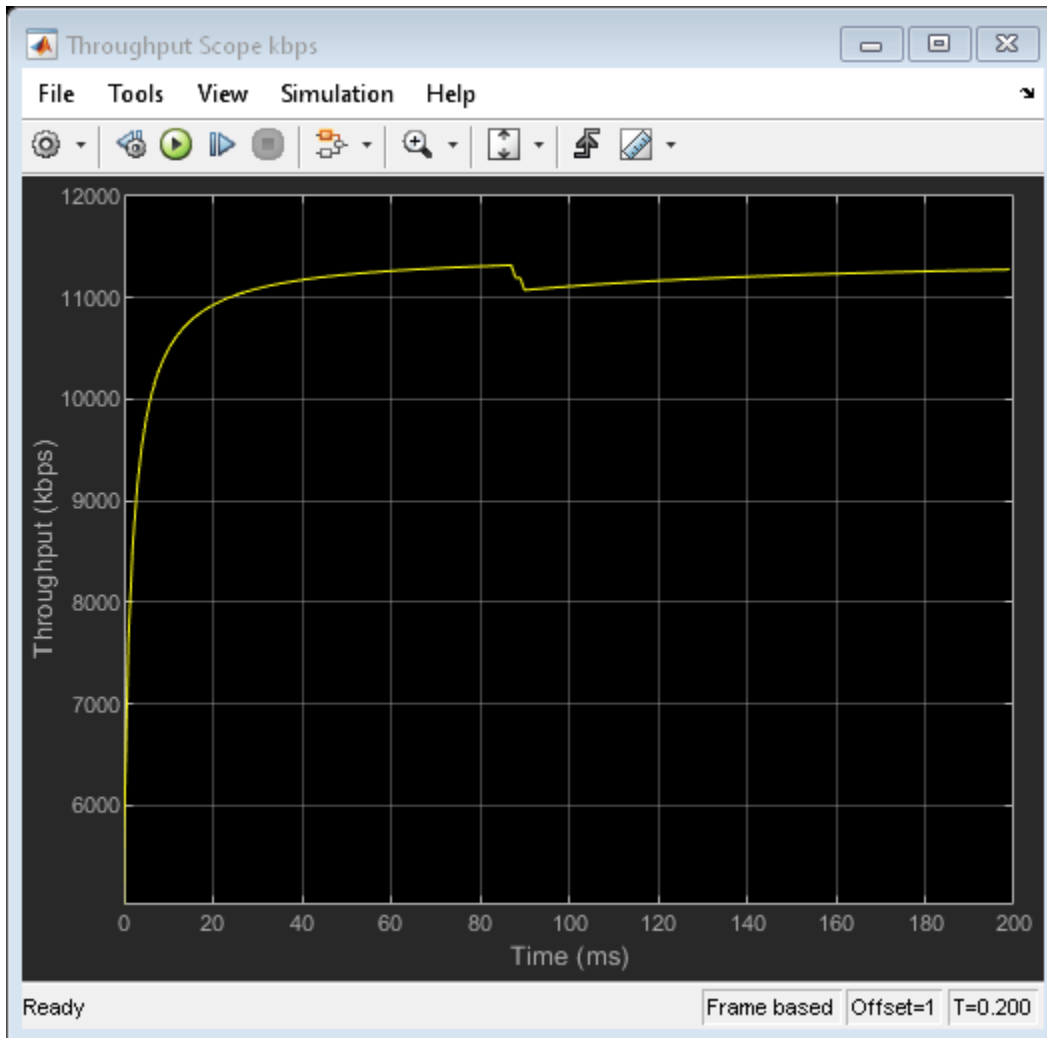 Throughput Scope kbps
File Tools View Simulation Help
12000
11000
10000
9000
8000
7000
6000
Throughput (kbps)
0 20 40 60 80 100 120 140 160 180 200
Time (ms)
Ready Frame based Offset=1 T=0.200